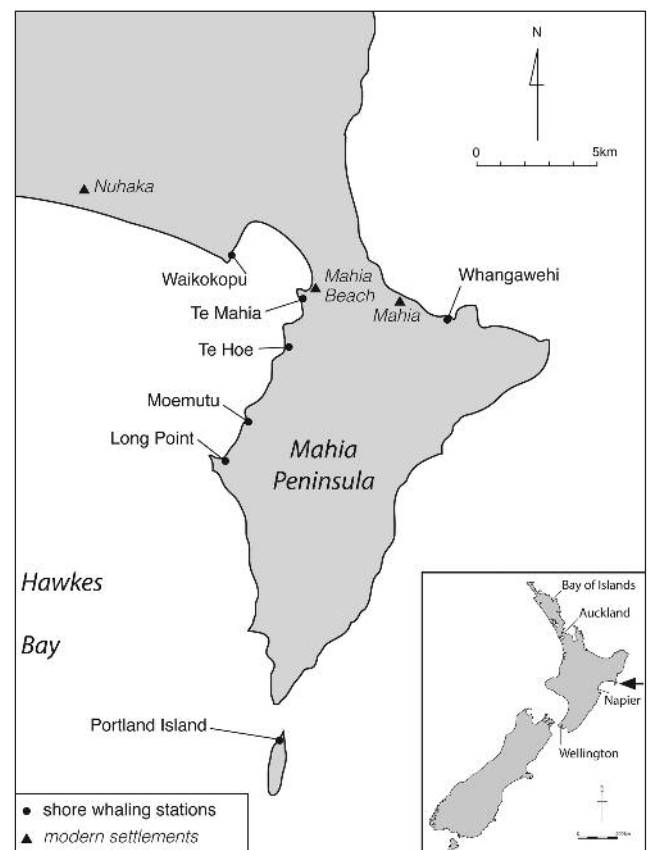 N
0 5km
Nuhaka
Waikokopu
Mahia
Beach
Whangawehi
Te Mahia
Mahia
Te Hoe
Moemutu
Long Point
Mahia
Peninsula
Hawkes
Bay
Portland Island
shore whaling stations
modern settlements
Bay of Islands
Auckland
Napier
Wellington
0